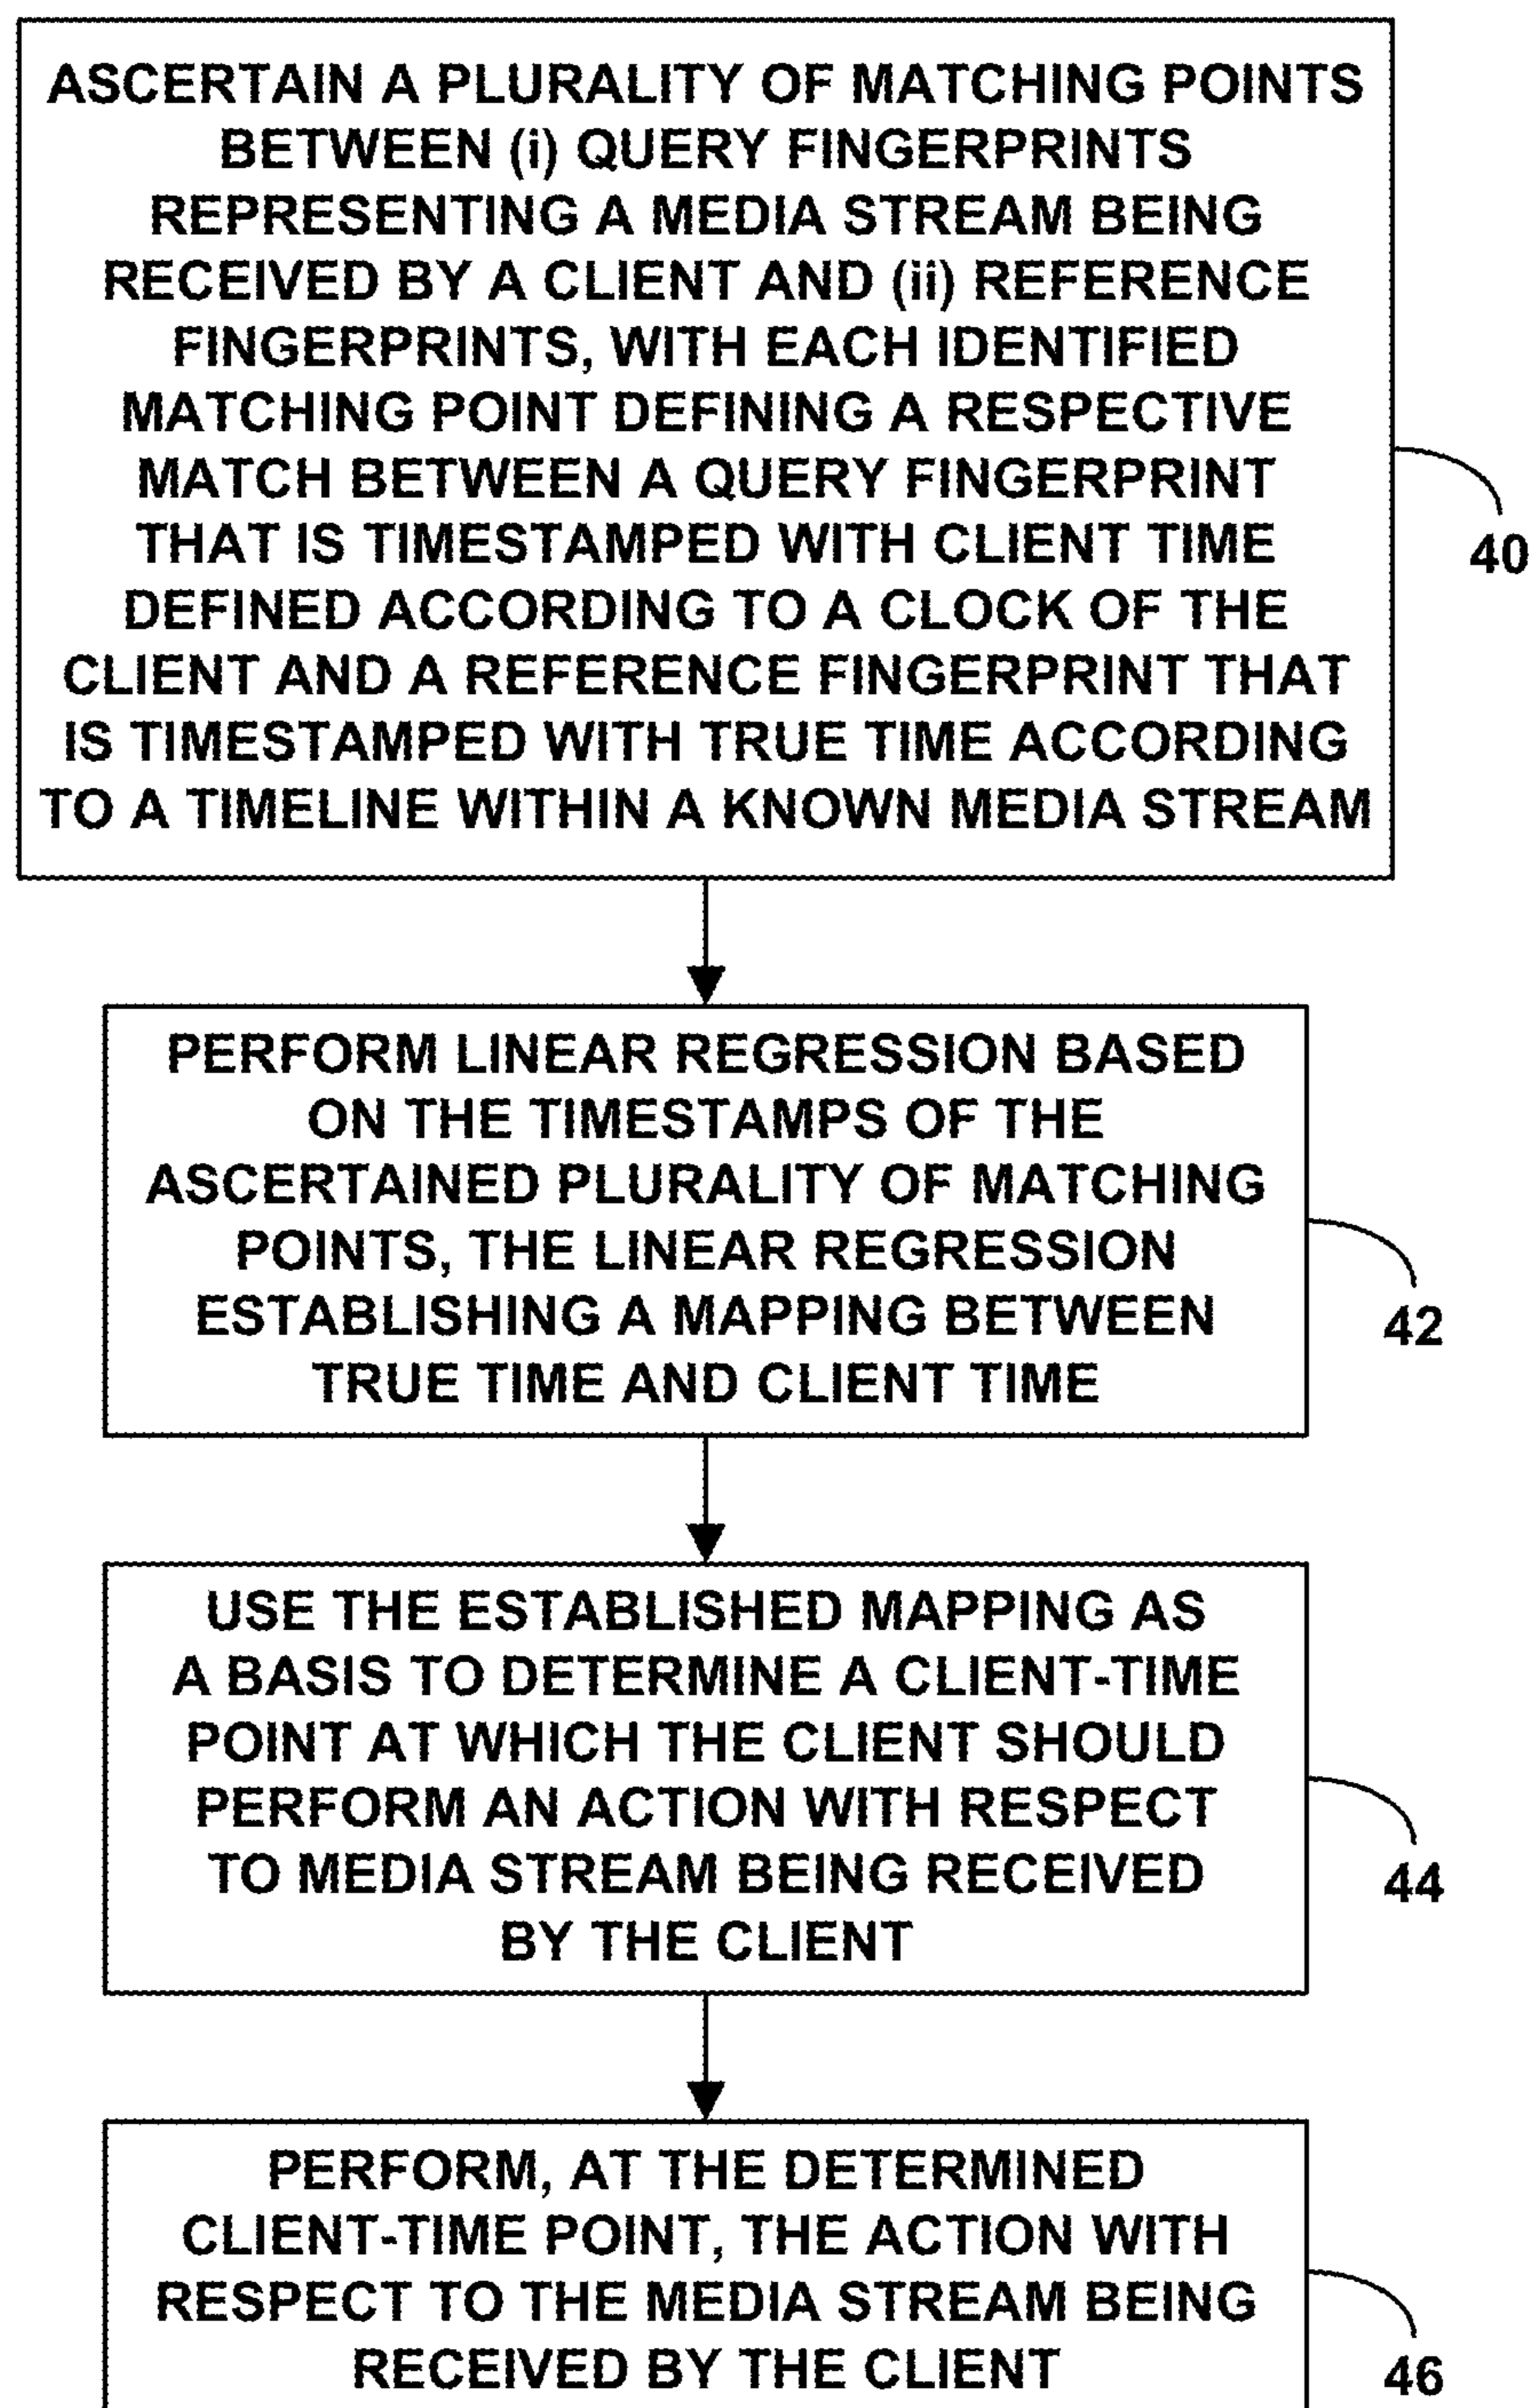 ASCERTAIN A PLURALITY OF MATCHING POINTS
BETWEEN (i) QUERY FINGERPRINTS
REPRESENTING A MEDIA STREAM BEING
RECEIVED BY A CLIENT AND (ii) REFERENCE
FINGERPRINTS, WITH EACH IDENTIFIED
MATCHING POINT DEFINING A RESPECTIVE
MATCH BETWEEN A QUERY FINGERPRINT
THAT IS TIMESTAMPED WITH CLIENT TIME
DEFINED ACCORDING TO A CLOCK OF THE
CLIENT AND A REFERENCE FINGERPRINT THAT
IS TIMESTAMPED WITH TRUE TIME ACCORDING
TO A TIMELINE WITHIN A KNOWN MEDIA STREAM
40
PERFORM LINEAR REGRESSION BASED
ON THE TIMESTAMPS OF THE
ASCERTAINED PLURALITY OF MATCHING
POINTS, THE LINEAR REGRESSION
ESTABLISHING A MAPPING BETWEEN
TRUE TIME AND CLIENT TIME
42
USE THE ESTABLISHED MAPPING AS
A BASIS TO DETERMINE A CLIENT-TIME
POINT AT WHICH THE CLIENT SHOULD
PERFORM AN ACTION WITH RESPECT
TO MEDIA STREAM BEING RECEIVED
BY THE CLIENT
44
PERFORM, AT THE DETERMINED
CLIENT-TIME POINT, THE ACTION WITH
RESPECT TO THE MEDIA STREAM BEING
RECEIVED BY THE CLIENT
46